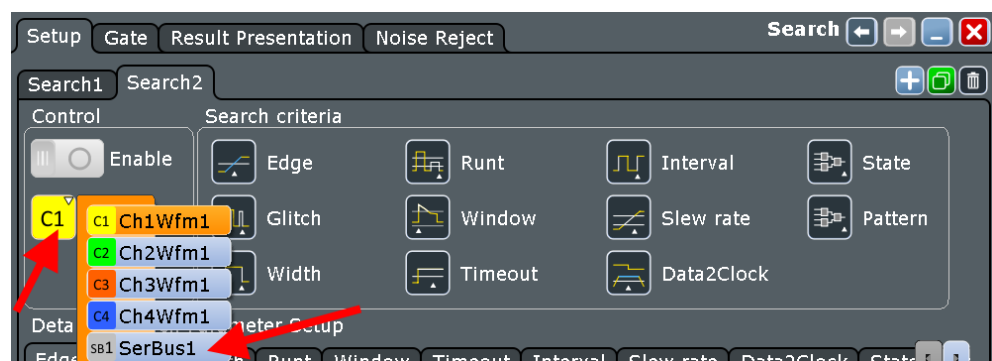 Setup Gate Result Presentation Noise Reject Search
Search1 Search2
Control Search criteria
Enable Edge Runt Interval State
C1 C1 Ch1Wfm1 Glitch Window Slew rate Pattern
C2 Ch2Wfm1
C3 Ch3Wfm1 Width Timeout Data2Clock
C4 Ch4Wfm1
Setup
SB1 SerBus1
Runt Window Timeout Interval Slew rate Data2Clock State